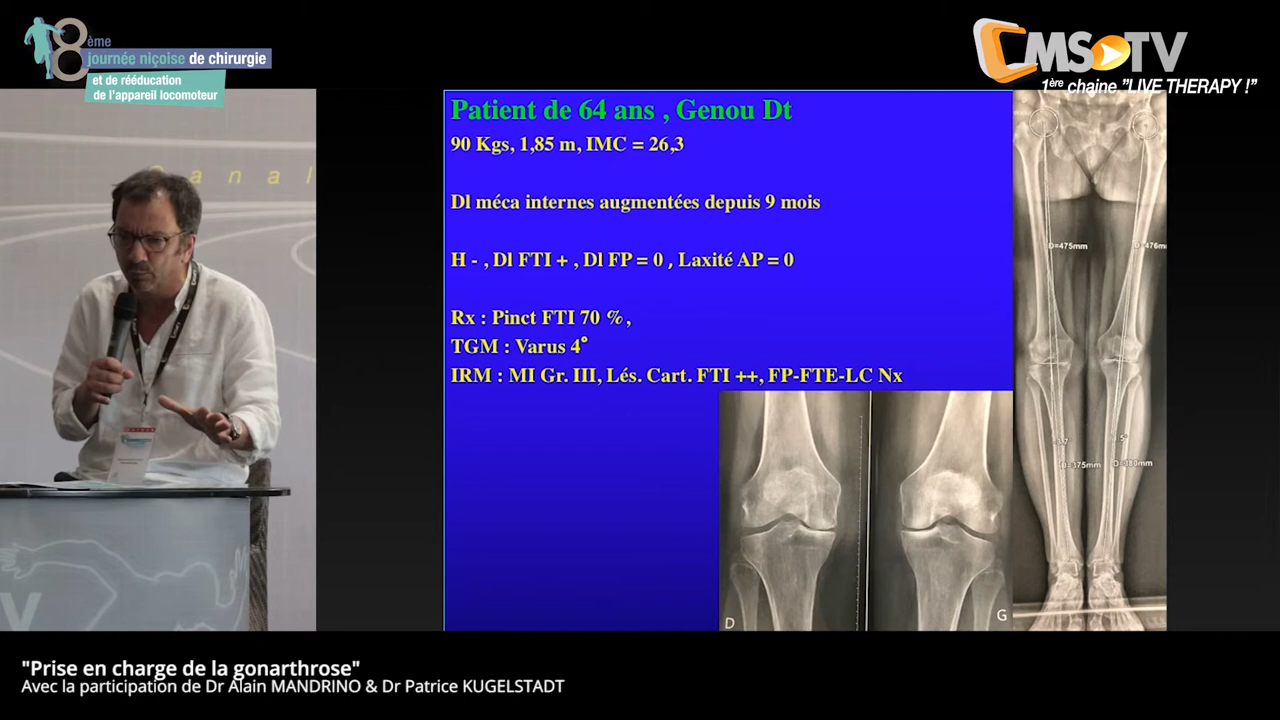 8ème
journée niçoise de chirurgie
et de rééducation
de l'appareil locomoteur
CMSTV
1ère chaine "LIVE THERAPY !"
Canal
Patient de 64 ans , Genou Dt
90 Kgs, 1,85 m, IMC = 26,3
Dl méca internes augmentées depuis 9 mois
H - , Dl FTI + , Dl FP = 0 , Laxité AP = 0
Rx : Pinct FTI 70 % ,
TGM : Varus 4°
IRM : MI Gr. III, Lés. Cart. FTI ++, FP-FTE-LC Nx
D=475mm
D=476mm
D=375mm
D=380mm
D
G
V
"Prise en charge de la gonarthrose"
Avec la participation de Dr Alain MANDRINO & Dr Patrice KUGELSTADT